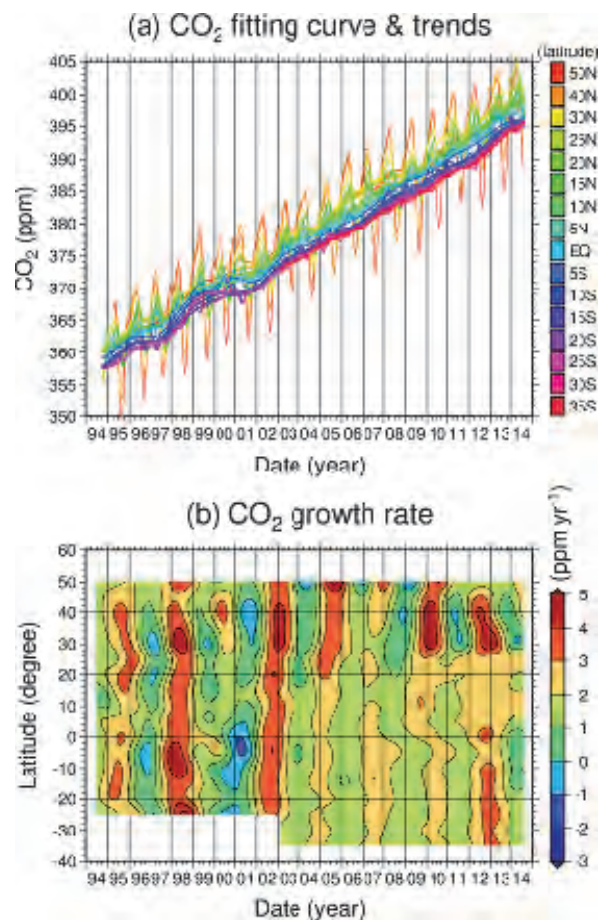 (a) CO₂ fitting curve & trends
(latitude)
405
400
395
390
385
380
375
370
365
360
355
350
CO₂ (ppm)
50N
40N
30N
25N
20N
15N
10N
5N
EQ
5S
10S
15S
20S
25S
30S
35S
94 95 96 97 98 99 00 01 02 03 04 05 06 07 08 09 10 11 12 13 14
Date (year)
(b) CO₂ growth rate
(ppm yr⁻¹)
60
50
40
30
20
10
0
-10
-20
-30
-40
Latitude (degree)
5
4
3
2
1
0
-1
-2
-3
94 95 96 97 98 99 00 01 02 03 04 05 06 07 08 09 10 11 12 13 14
Date (year)